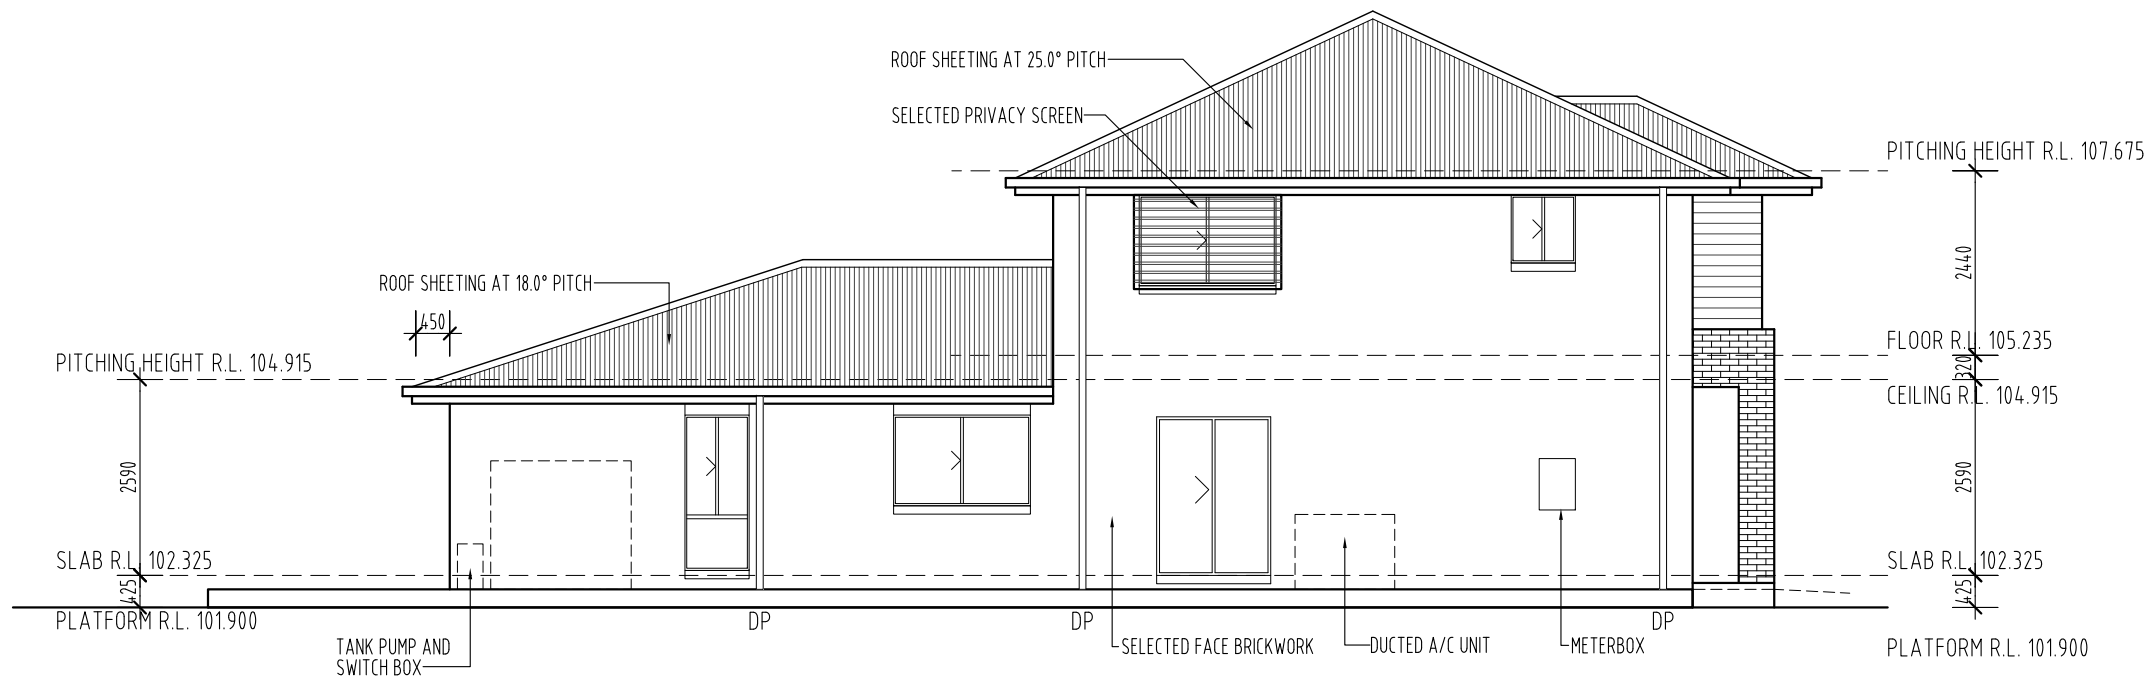 ROOF SHEETING AT 25.0° PITCH
SELECTED PRIVACY SCREEN
PITCHING HEIGHT R.L. 107.675
2440
ROOF SHEETING AT 18.0° PITCH
450
PITCHING HEIGHT R.L. 104.915
FLOOR R.L. 105.235
320
CEILING R.L. 104.915
2590
2590
SLAB R.L. 102.325
SLAB R.L. 102.325
425
425
PLATFORM R.L. 101.900
DP
DP
DP
TANK PUMP AND
SWITCH BOX
SELECTED FACE BRICKWORK
DUCTED A/C UNIT
METERBOX
PLATFORM R.L. 101.900